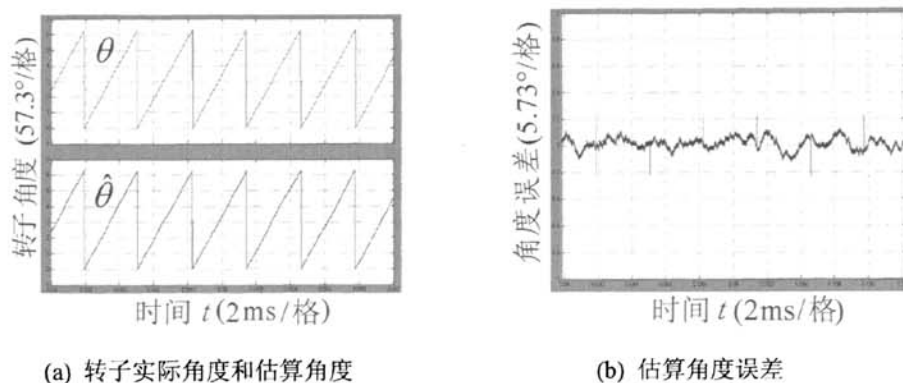 转子角度(57.3°/格)
θ
θ̂
时间 t(2ms/格)
(a) 转子实际角度和估算角度
角度误差(5.73°/格)
时间 t(2ms/格)
(b) 估算角度误差